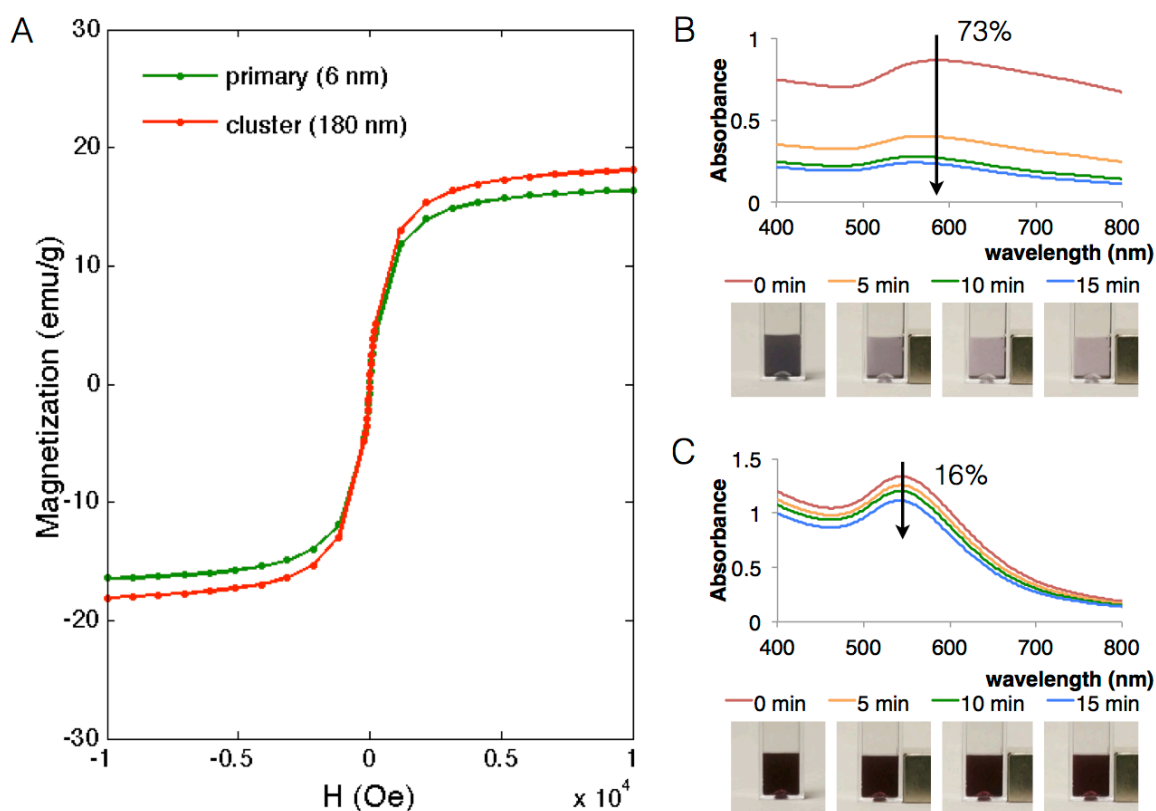 A
30
20
10
0
-10
-20
-30
Magnetization (emu/g)
primary (6 nm)
cluster (180 nm)
-1
-0.5
0
0.5
1
H (Oe)
x 10^4
B
73%
1
0.5
0
Absorbance
400
500
600
700
800
wavelength (nm)
0 min
5 min
10 min
15 min
C
16%
1.5
1
0.5
0
Absorbance
400
500
600
700
800
wavelength (nm)
0 min
5 min
10 min
15 min